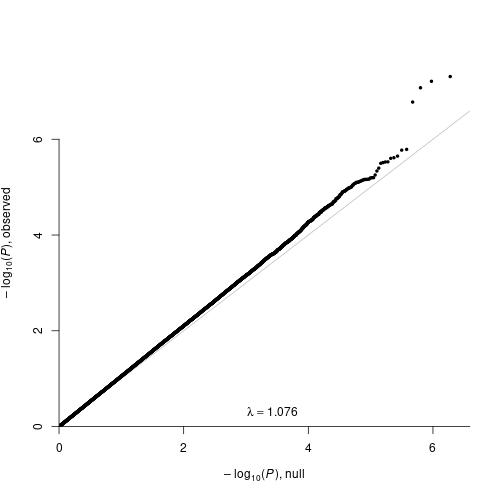 6
4
2
0
− log₁₀(P), observed
λ = 1.076
0 2 4 6
− log₁₀(P), null